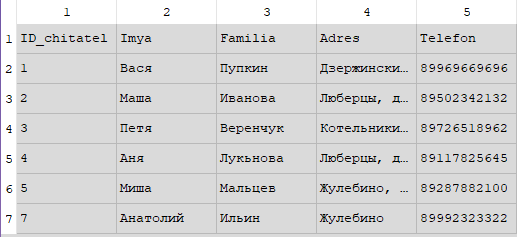 1 2 3 4 5
1 ID_chitatel Imya Familia Adres Telefon
2 1 Вася Пупкин Дзержински... 89969669696
3 2 Маша Иванова Люберцы, д... 89502342132
4 3 Петя Веренчук Котельники... 89726518962
5 4 Аня Лукьнова Люберцы, д... 89117825645
6 5 Миша Мальцев Жулебино, ... 89287882100
7 7 Анатолий Ильин Жулебино 89992323322